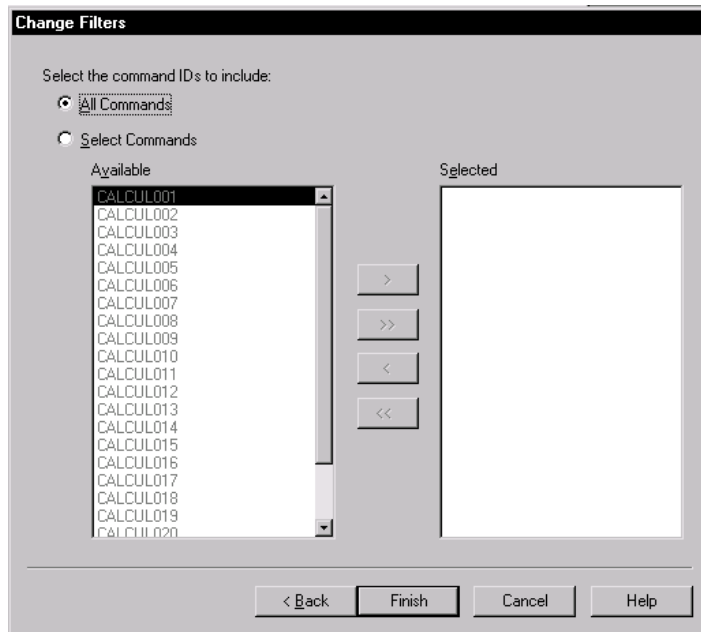 Change Filters
Select the command IDs to include:
All Commands
Select Commands
Available
Selected
CALCUL001
CALCUL002
CALCUL003
CALCUL004
CALCUL005
CALCUL006
CALCUL007
CALCUL008
CALCUL009
CALCUL010
CALCUL011
CALCUL012
CALCUL013
CALCUL014
CALCUL015
CALCUL016
CALCUL017
CALCUL018
CALCUL019
CALCUL020
>
>>
<
<<
< Back
Finish
Cancel
Help